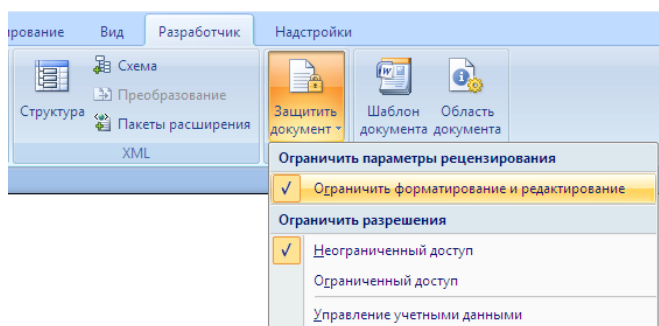 рование Вид Разработчик Надстройки
Схема
Преобразование
Пакеты расширения
Структура
XML
Защитить документ
Шаблон документа
Область документа
Ограничить параметры рецензирования
Ограничить форматирование и редактирование
Ограничить разрешения
Неограниченный доступ
Ограниченный доступ
Управление учетными данными